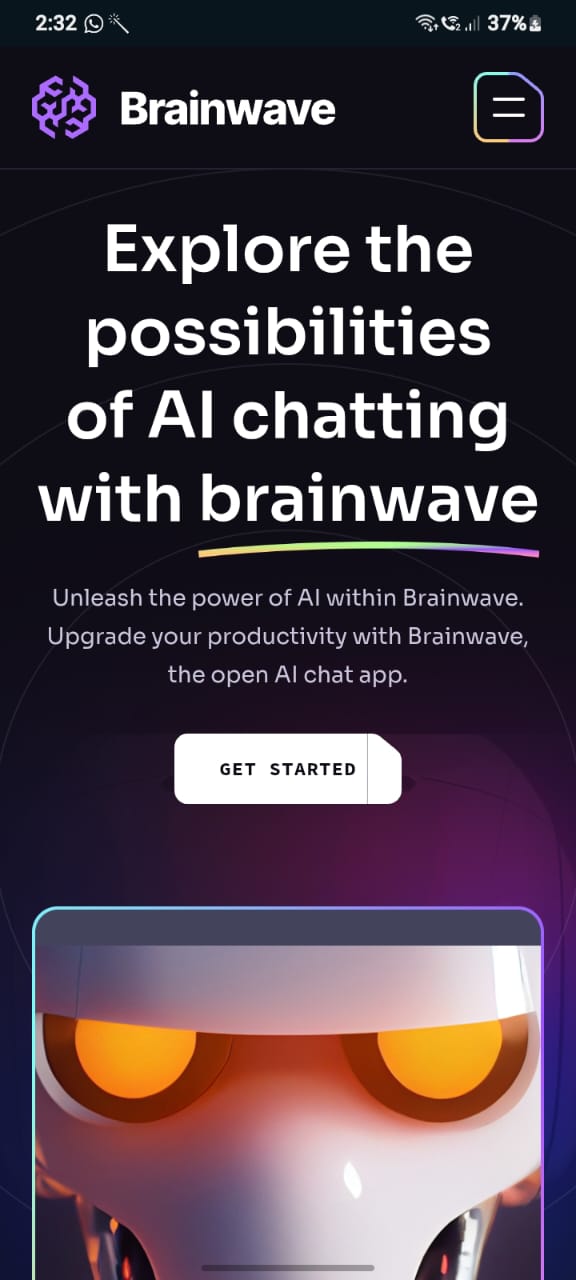 2:32 37%
Brainwave
Explore the
possibilities
of AI chatting
with brainwave
Unleash the power of AI within Brainwave.
Upgrade your productivity with Brainwave,
the open AI chat app.
GET STARTED